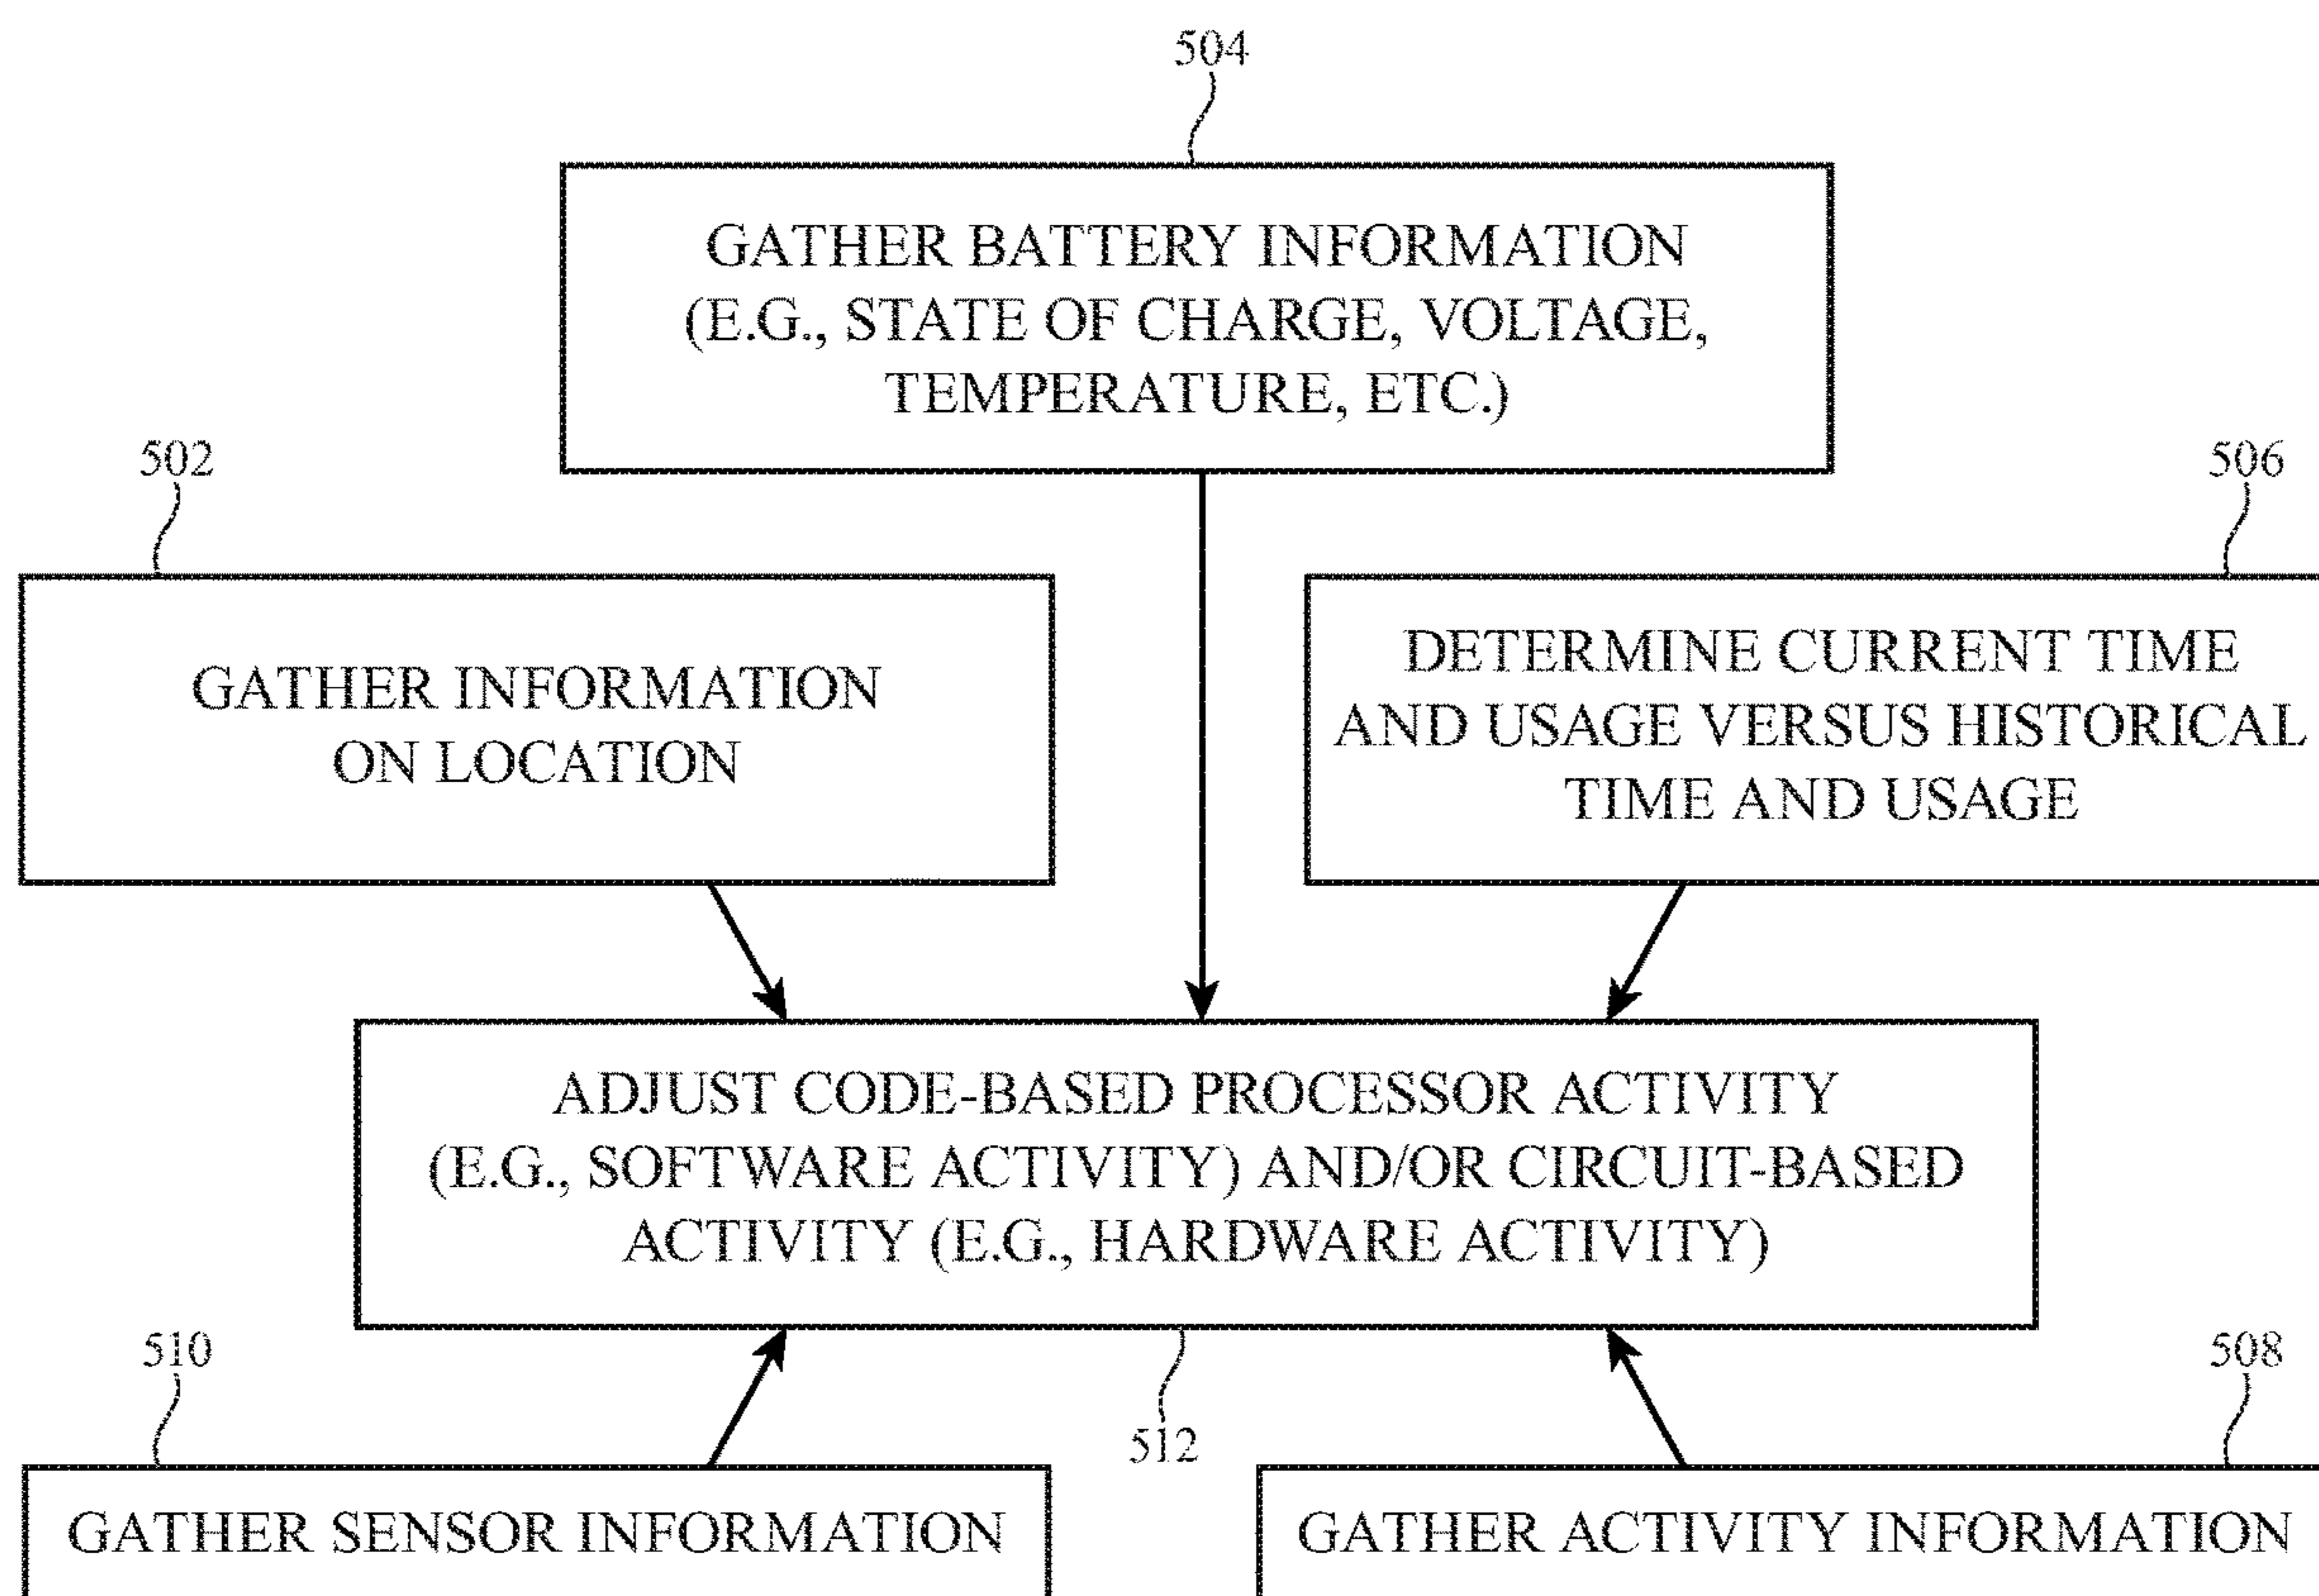 504
GATHER BATTERY INFORMATION
(E.G., STATE OF CHARGE, VOLTAGE,
TEMPERATURE, ETC.)
502
GATHER INFORMATION
ON LOCATION
506
DETERMINE CURRENT TIME
AND USAGE VERSUS HISTORICAL
TIME AND USAGE
ADJUST CODE-BASED PROCESSOR ACTIVITY
(E.G., SOFTWARE ACTIVITY) AND/OR CIRCUIT-BASED
ACTIVITY (E.G., HARDWARE ACTIVITY)
512
510
GATHER SENSOR INFORMATION
508
GATHER ACTIVITY INFORMATION